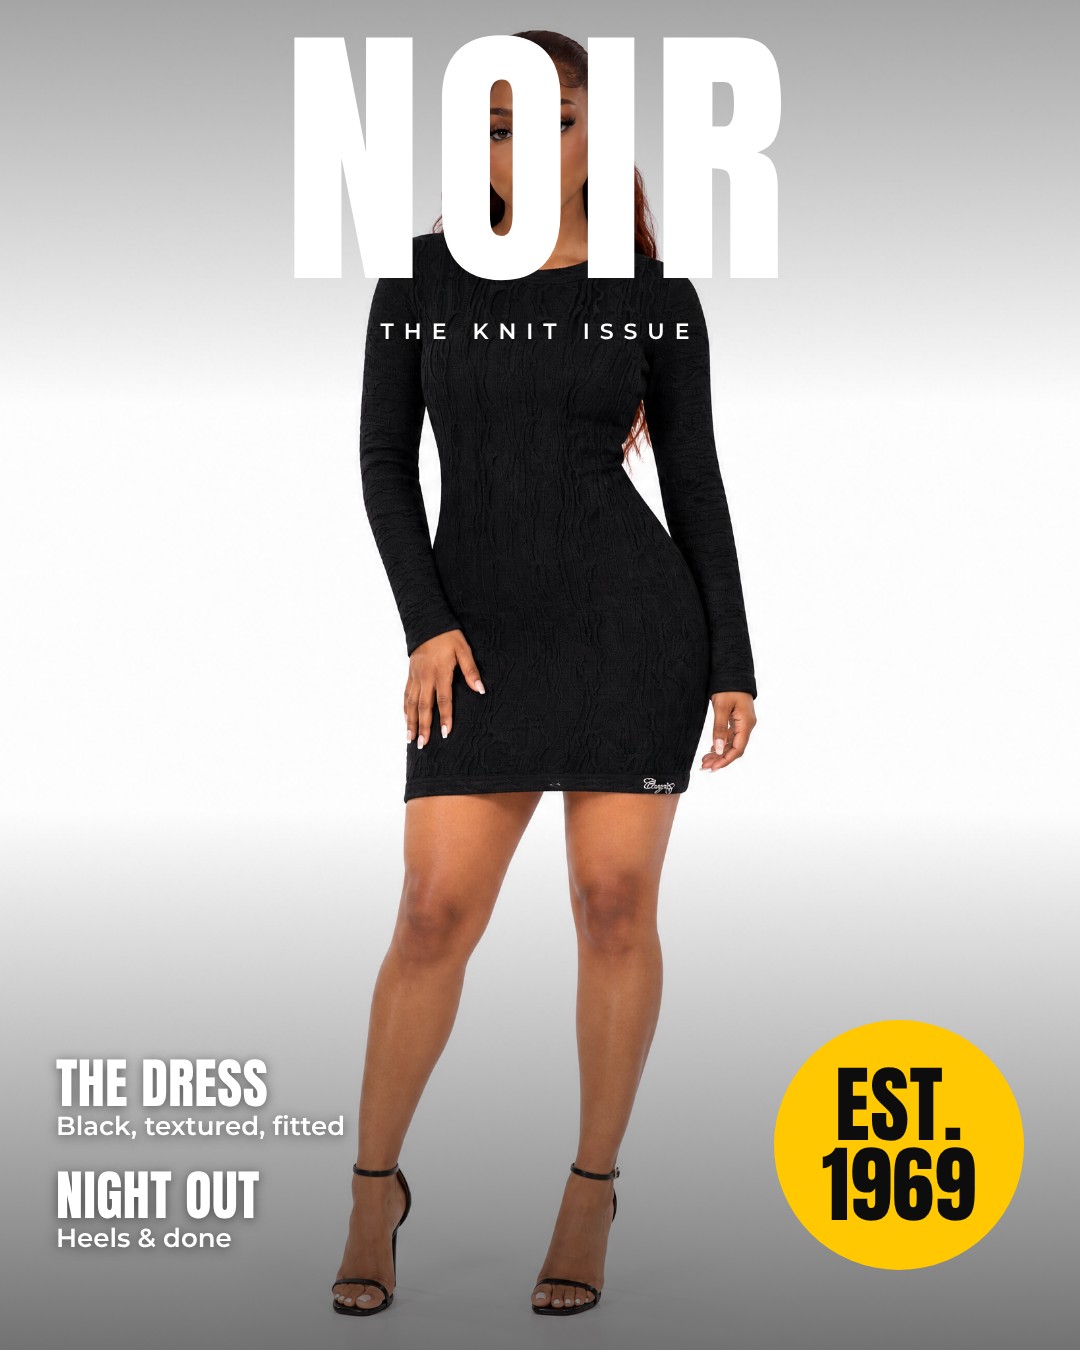 NOIR
THE KNIT ISSUE
THE DRESS
Black, textured, fitted
NIGHT OUT
Heels & done
EST.
1969